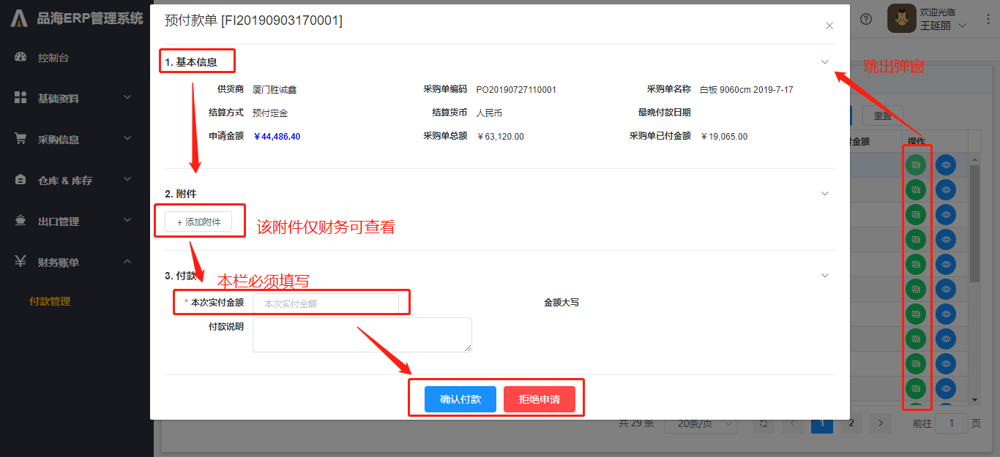 品海ERP管理系统
控制台
基础资料
采购信息
仓库 & 库存
出口管理
财务账单
付款管理
预付款单 [FI20190903170001]
欢迎光临
王延丽
1. 基本信息
跳出弹窗
供货商 厦门胜诚鑫 采购单编码 PO20190727110001 采购单名称 白板 9060cm 2019-7-17
结算方式 预付定金 结算货币 人民币 最晚付款日期
申请金额 ￥44,486.40 采购单总额 ￥63,120.00 采购单已付金额 ￥19,065.00
重置
金额 操作
2. 附件
+ 添加附件
该附件仅财务可查看
3. 付款
本栏必须填写
* 本次实付金额 本次实付金额 金额大写
付款说明
确认付款 拒绝申请
共 29 条 20条/页 1 2 前往 1 页